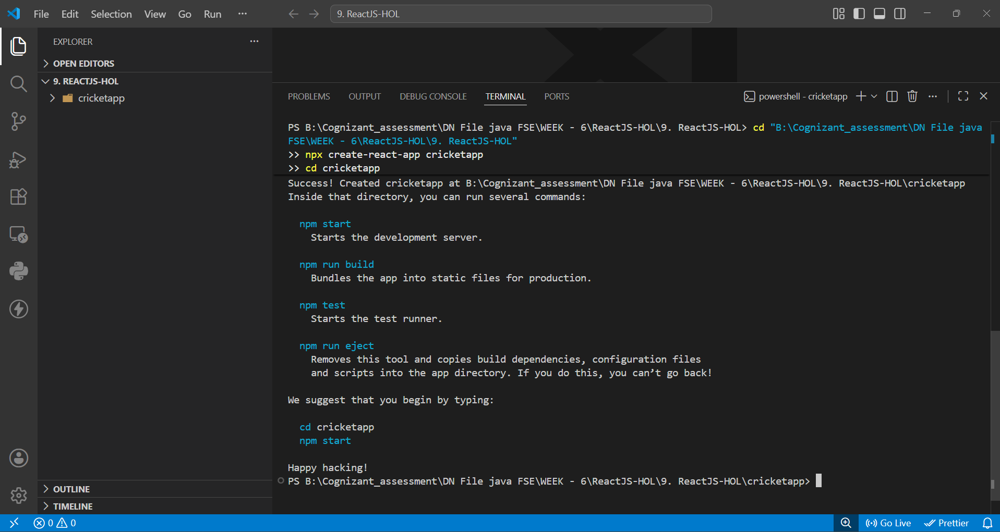 File Edit Selection View Go Run ...
9. ReactJS-HOL
EXPLORER
OPEN EDITORS
9. REACTJS-HOL
cricketapp
OUTLINE
TIMELINE
PROBLEMS OUTPUT DEBUG CONSOLE TERMINAL PORTS
powershell - cricketapp
PS B:\Cognizant_assessment\DN File java FSE\WEEK - 6\ReactJS-HOL\9. ReactJS-HOL> cd "B:\Cognizant_assessment\DN File java
FSE\WEEK - 6\ReactJS-HOL\9. ReactJS-HOL"
>> npx create-react-app cricketapp
>> cd cricketapp
Success! Created cricketapp at B:\Cognizant_assessment\DN File java FSE\WEEK - 6\ReactJS-HOL\9. ReactJS-HOL\cricketapp
Inside that directory, you can run several commands:
npm start
Starts the development server.
npm run build
Bundles the app into static files for production.
npm test
Starts the test runner.
npm run eject
Removes this tool and copies build dependencies, configuration files
and scripts into the app directory. If you do this, you can’t go back!
We suggest that you begin by typing:
cd cricketapp
npm start
Happy hacking!
PS B:\Cognizant_assessment\DN File java FSE\WEEK - 6\ReactJS-HOL\9. ReactJS-HOL\cricketapp>
0 0
Go Live Prettier